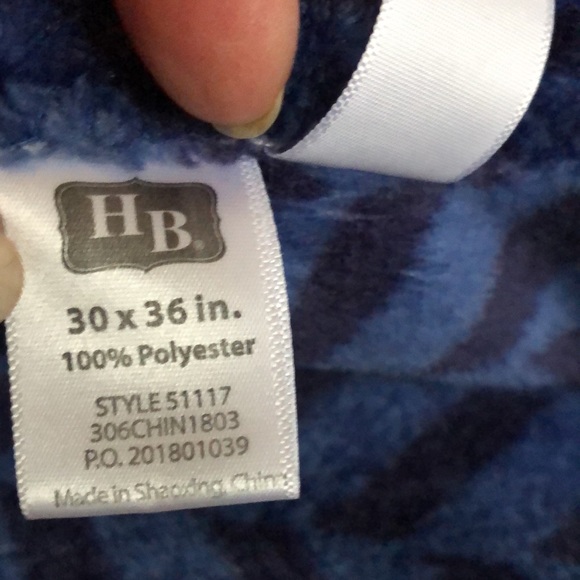 HB®
30 x 36 in.
100% Polyester
STYLE 51117
306CHIN1803
P.O. 201801039
Made in Shaoxing, China